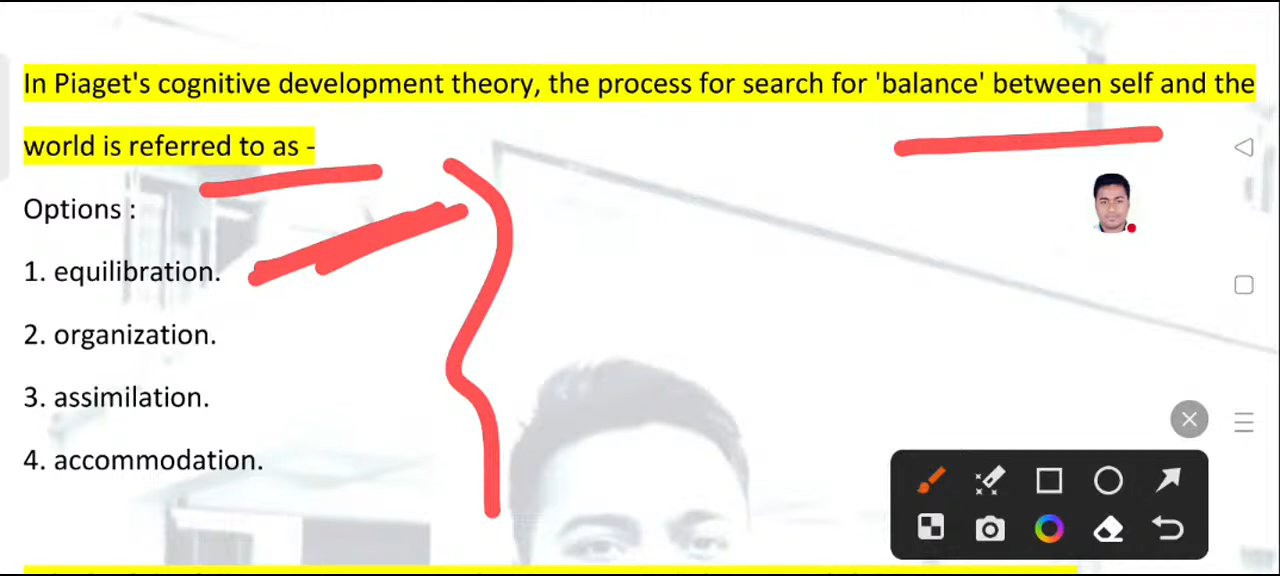 In Piaget's cognitive development theory, the process for search for 'balance' between self and the
world is referred to as -
Options :
1. equilibration.
2. organization.
3. assimilation.
4. accommodation.